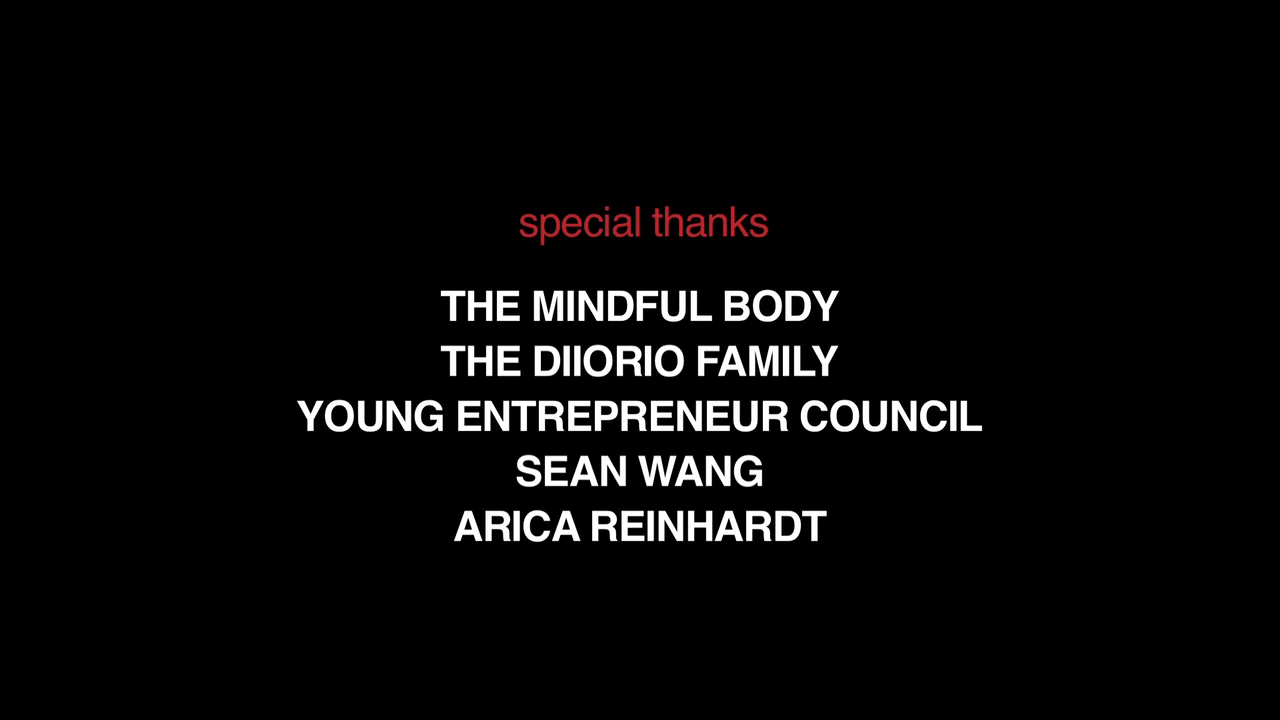 special thanks
THE MINDFUL BODY
THE DIIORIO FAMILY
YOUNG ENTREPRENEUR COUNCIL
SEAN WANG
ARICA REINHARDT